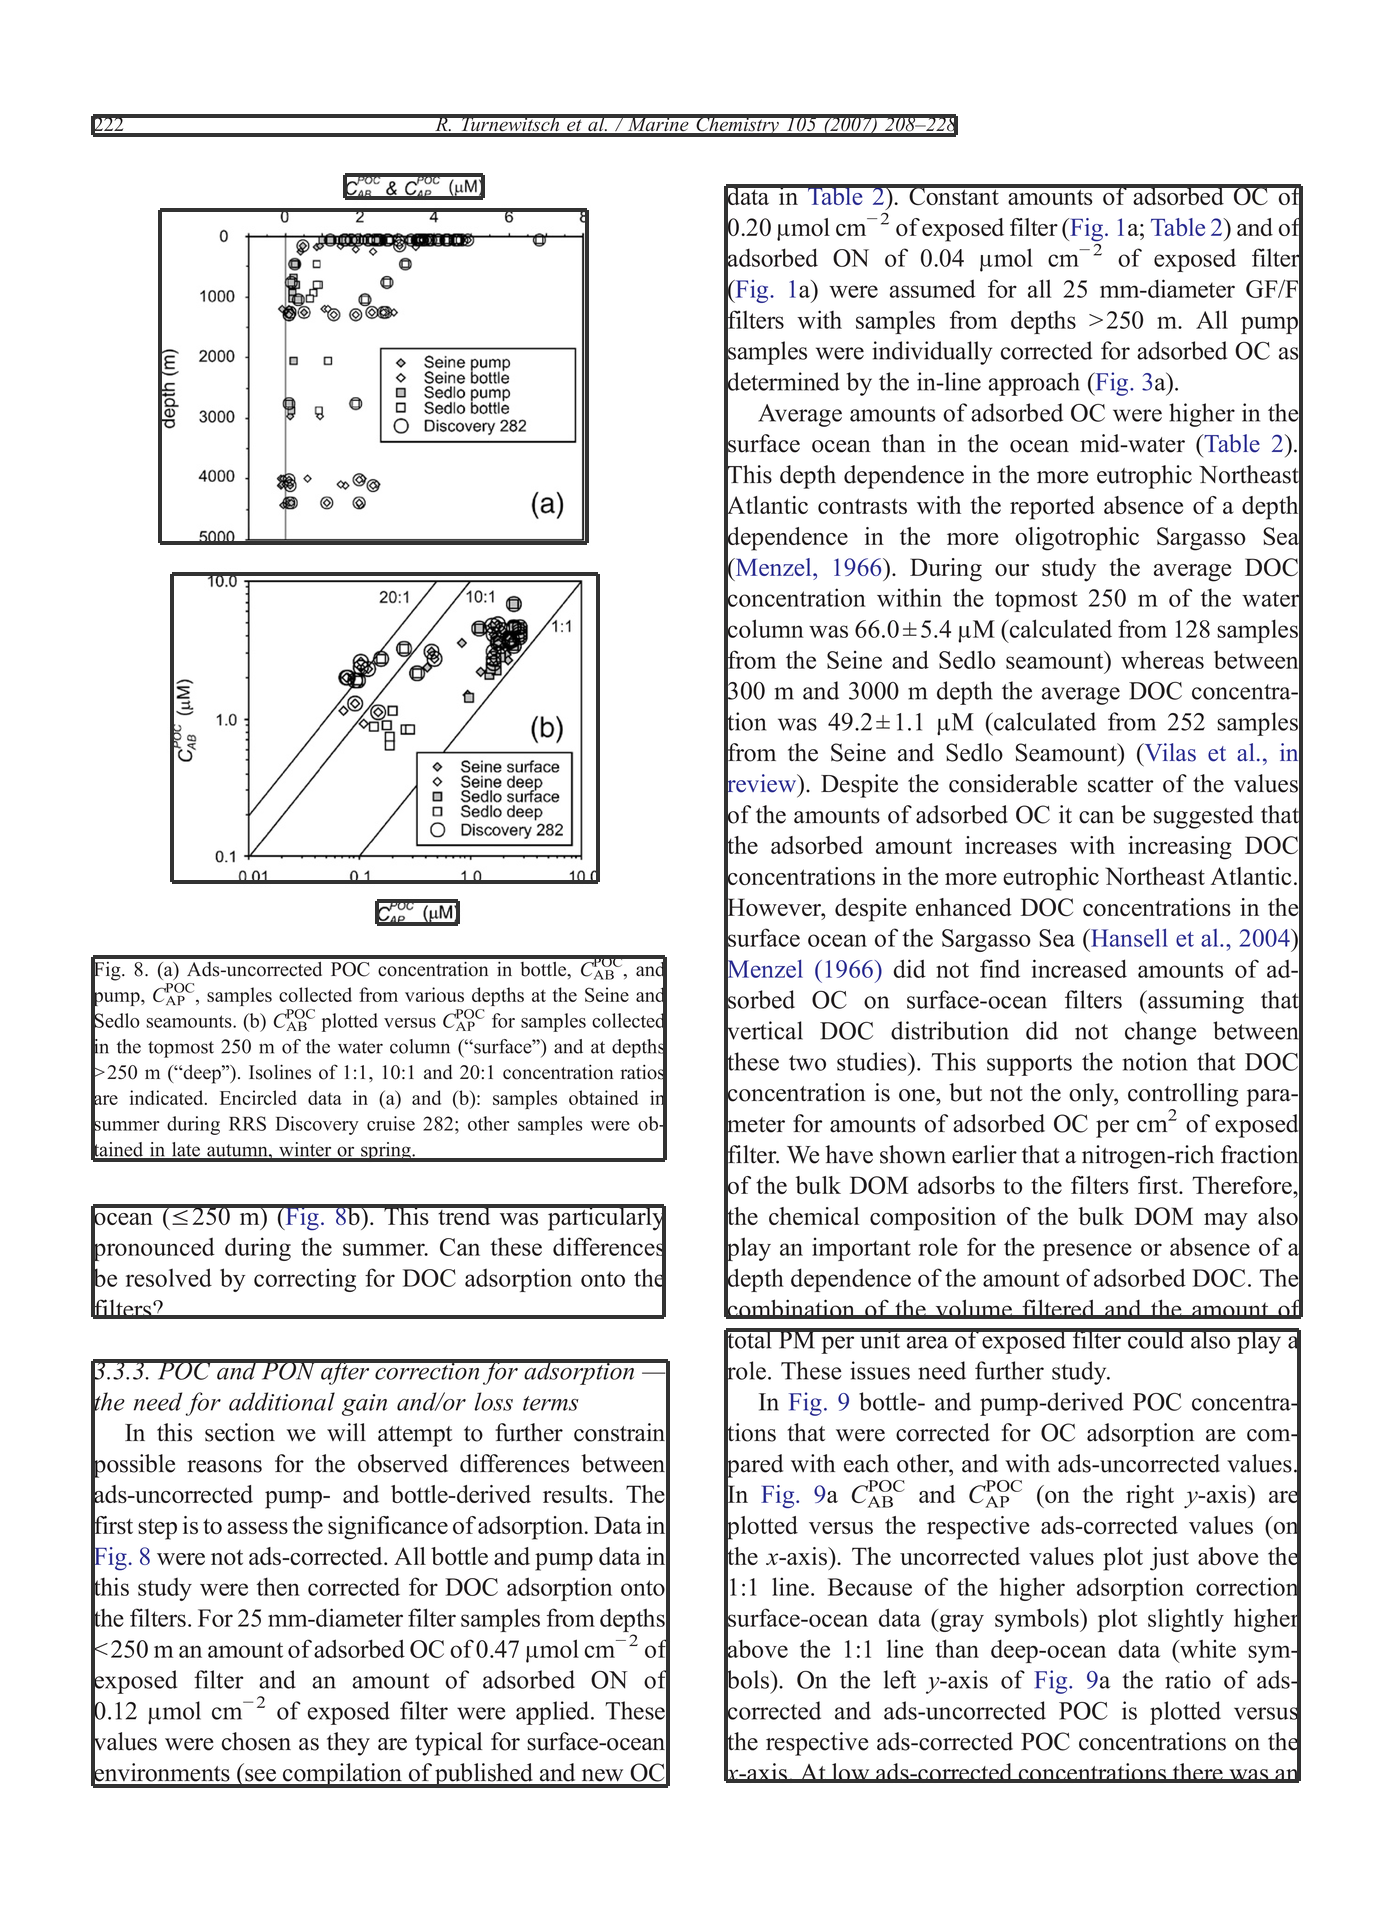 222
R. Turnewitsch et al. / Marine Chemistry 105 (2007) 208–228
C_AB^POC & C_AP^POC (μM)
0 2 4 6 8
0
1000
2000
3000
4000
5000
depth (m)
Seine pump
Seine bottle
Sedlo pump
Sedlo bottle
Discovery 282
(a)
10.0
1.0
0.1
C_AB^POC (μM)
20:1
10:1
1:1
(b)
Seine surface
Seine deep
Sedlo surface
Sedlo deep
Discovery 282
0.01 0.1 1.0 10.0
C_AP^POC (μM)
Fig. 8. (a) Ads-uncorrected POC concentration in bottle, C_AB^POC, and
pump, C_AP^POC, samples collected from various depths at the Seine and
Sedlo seamounts. (b) C_AB^POC plotted versus C_AP^POC for samples collected
in the topmost 250 m of the water column (“surface”) and at depths
>250 m (“deep”). Isolines of 1:1, 10:1 and 20:1 concentration ratios
are indicated. Encircled data in (a) and (b): samples obtained in
summer during RRS Discovery cruise 282; other samples were ob-
tained in late autumn, winter or spring.
ocean (≤250 m) (Fig. 8b). This trend was particularly
pronounced during the summer. Can these differences
be resolved by correcting for DOC adsorption onto the
filters?
3.3.3. POC and PON after correction for adsorption —
the need for additional gain and/or loss terms
In this section we will attempt to further constrain
possible reasons for the observed differences between
ads-uncorrected pump- and bottle-derived results. The
first step is to assess the significance of adsorption. Data in
Fig. 8 were not ads-corrected. All bottle and pump data in
this study were then corrected for DOC adsorption onto
the filters. For 25 mm-diameter filter samples from depths
<250 m an amount of adsorbed OC of 0.47 μmol cm−2 of
exposed filter and an amount of adsorbed ON of
0.12 μmol cm−2 of exposed filter were applied. These
values were chosen as they are typical for surface-ocean
environments (see compilation of published and new OC
data in Table 2). Constant amounts of adsorbed OC of
0.20 μmol cm−2 of exposed filter (Fig. 1a; Table 2) and of
adsorbed ON of 0.04 μmol cm−2 of exposed filter
(Fig. 1a) were assumed for all 25 mm-diameter GF/F
filters with samples from depths >250 m. All pump
samples were individually corrected for adsorbed OC as
determined by the in-line approach (Fig. 3a).
Average amounts of adsorbed OC were higher in the
surface ocean than in the ocean mid-water (Table 2).
This depth dependence in the more eutrophic Northeast
Atlantic contrasts with the reported absence of a depth
dependence in the more oligotrophic Sargasso Sea
(Menzel, 1966). During our study the average DOC
concentration within the topmost 250 m of the water
column was 66.0±5.4 μM (calculated from 128 samples
from the Seine and Sedlo seamount) whereas between
300 m and 3000 m depth the average DOC concentra-
tion was 49.2±1.1 μM (calculated from 252 samples
from the Seine and Sedlo Seamount) (Vilas et al., in
review). Despite the considerable scatter of the values
of the amounts of adsorbed OC it can be suggested that
the adsorbed amount increases with increasing DOC
concentrations in the more eutrophic Northeast Atlantic.
However, despite enhanced DOC concentrations in the
surface ocean of the Sargasso Sea (Hansell et al., 2004)
Menzel (1966) did not find increased amounts of ad-
sorbed OC on surface-ocean filters (assuming that
vertical DOC distribution did not change between
these two studies). This supports the notion that DOC
concentration is one, but not the only, controlling para-
meter for amounts of adsorbed OC per cm2 of exposed
filter. We have shown earlier that a nitrogen-rich fraction
of the bulk DOM adsorbs to the filters first. Therefore,
the chemical composition of the bulk DOM may also
play an important role for the presence or absence of a
depth dependence of the amount of adsorbed DOC. The
combination of the volume filtered and the amount of
total PM per unit area of exposed filter could also play a
role. These issues need further study.
In Fig. 9 bottle- and pump-derived POC concentra-
tions that were corrected for OC adsorption are com-
pared with each other, and with ads-uncorrected values.
In Fig. 9a C_AB^POC and C_AP^POC (on the right y-axis) are
plotted versus the respective ads-corrected values (on
the x-axis). The uncorrected values plot just above the
1:1 line. Because of the higher adsorption correction
surface-ocean data (gray symbols) plot slightly higher
above the 1:1 line than deep-ocean data (white sym-
bols). On the left y-axis of Fig. 9a the ratio of ads-
corrected and ads-uncorrected POC is plotted versus
the respective ads-corrected POC concentrations on the
x-axis. At low ads-corrected concentrations there was an